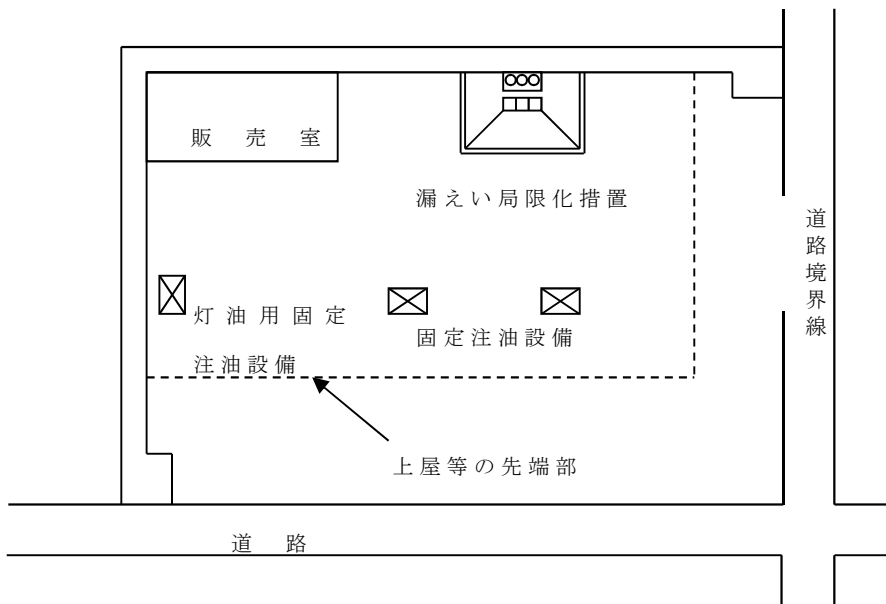 販売室
漏えい局限化措置
道路境界線
灯油用固定
注油設備
固定注油設備
上屋等の先端部
道路